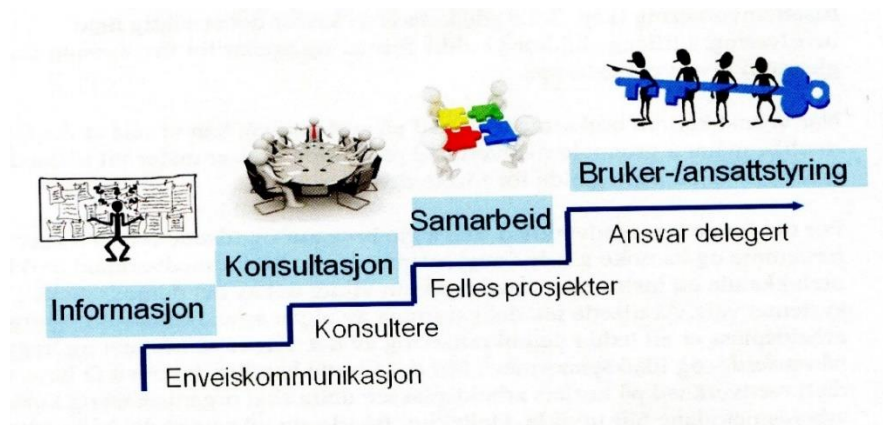 Informasjon
Enveiskommunikasjon
Konsultasjon
Konsultere
Samarbeid
Felles prosjekter
Bruker-/ansattstyring
Ansvar delegert